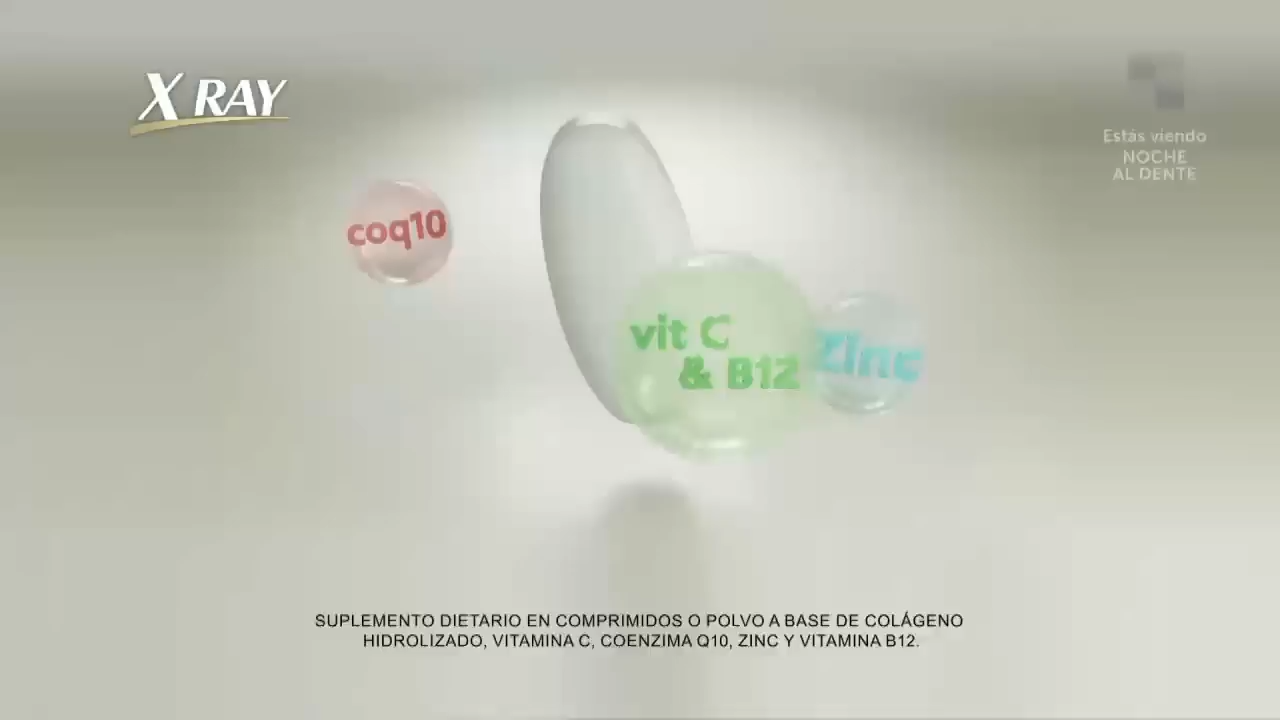 X RAY
Estás viendo
NOCHE
AL DENTE
coq10
vit C
& B12
Zinc
SUPLEMENTO DIETARIO EN COMPRIMIDOS O POLVO A BASE DE COLÁGENO
HIDROLIZADO, VITAMINA C, COENZIMA Q10, ZINC Y VITAMINA B12.